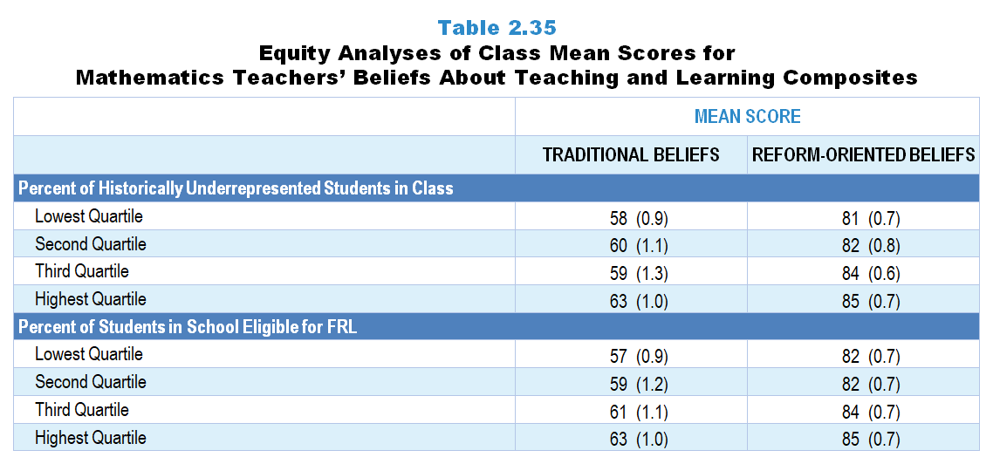 Table 2.35
Equity Analyses of Class Mean Scores for
Mathematics Teachers’ Beliefs About Teaching and Learning Composites
MEAN SCORE
TRADITIONAL BELIEFS REFORM-ORIENTED BELIEFS
Percent of Historically Underrepresented Students in Class
Lowest Quartile 58 (0.9) 81 (0.7)
Second Quartile 60 (1.1) 82 (0.8)
Third Quartile 59 (1.3) 84 (0.6)
Highest Quartile 63 (1.0) 85 (0.7)
Percent of Students in School Eligible for FRL
Lowest Quartile 57 (0.9) 82 (0.7)
Second Quartile 59 (1.2) 82 (0.7)
Third Quartile 61 (1.1) 84 (0.7)
Highest Quartile 63 (1.0) 85 (0.7)